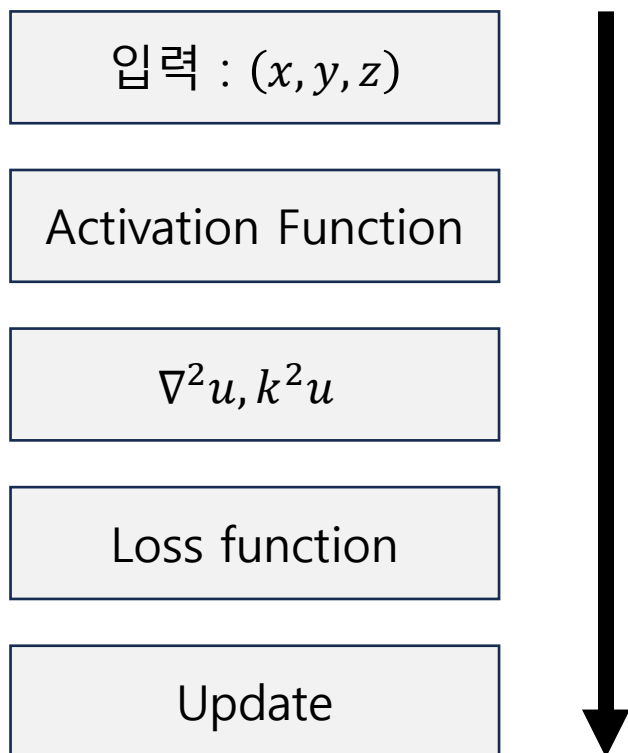 입력 : (x, y, z)
Activation Function
∇²u, k²u
Loss function
Update